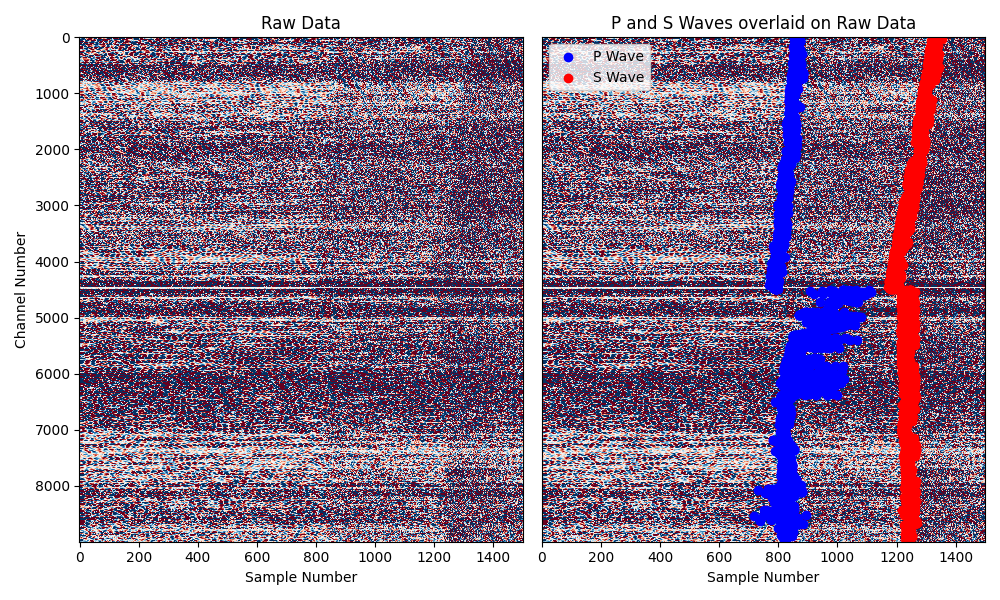 Raw Data
P and S Waves overlaid on Raw Data
P Wave
S Wave
Channel Number
0
1000
2000
3000
4000
5000
6000
7000
8000
0 200 400 600 800 1000 1200 1400
0 200 400 600 800 1000 1200 1400
Sample Number
Sample Number